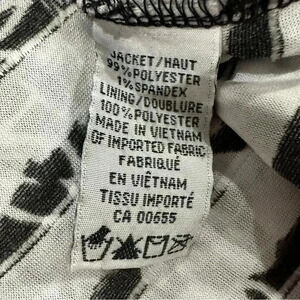 JACKET/HAUT
99% POLYESTER
1% SPANDEX
LINING/DOUBLURE
100% POLYESTER
MADE IN VIETNAM
OF IMPORTED FABRIC
FABRIQUÉ
EN VIÊTNAM
TISSU IMPORTÉ
CA 00655